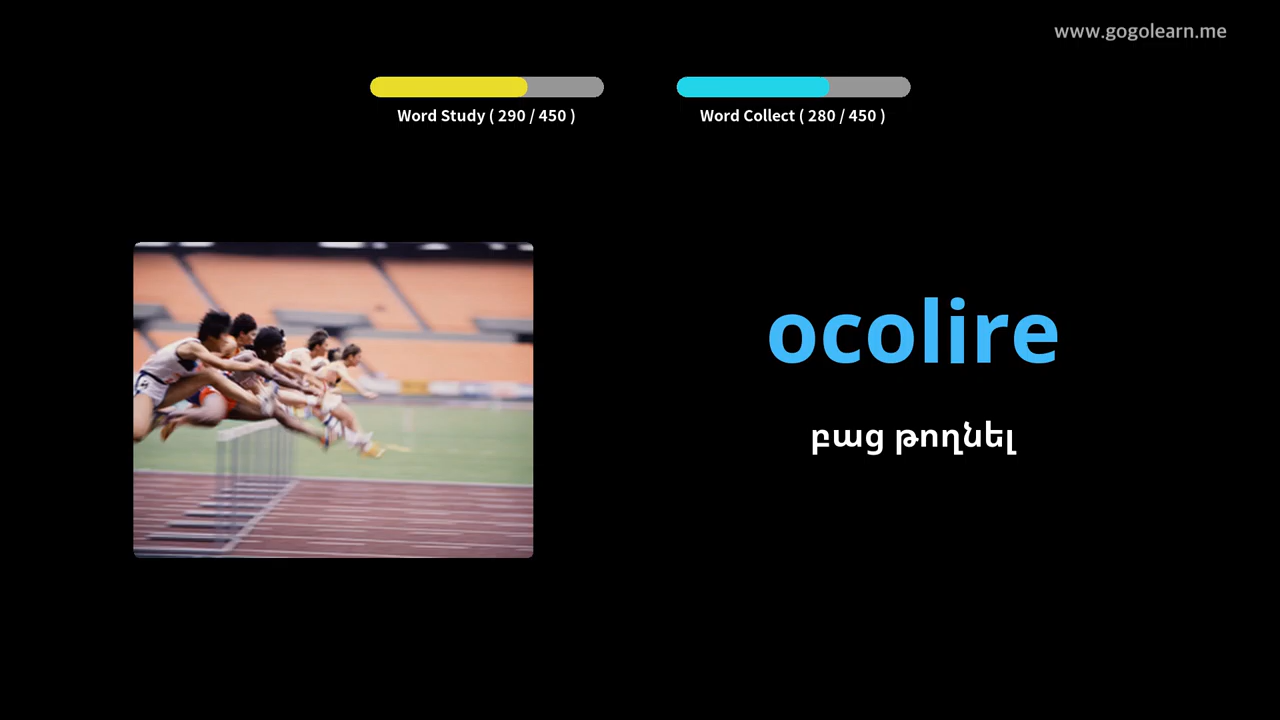 www.gogolearn.me
Word Study ( 290 / 450 )
Word Collect ( 280 / 450 )
ocolire
բաց թողնել